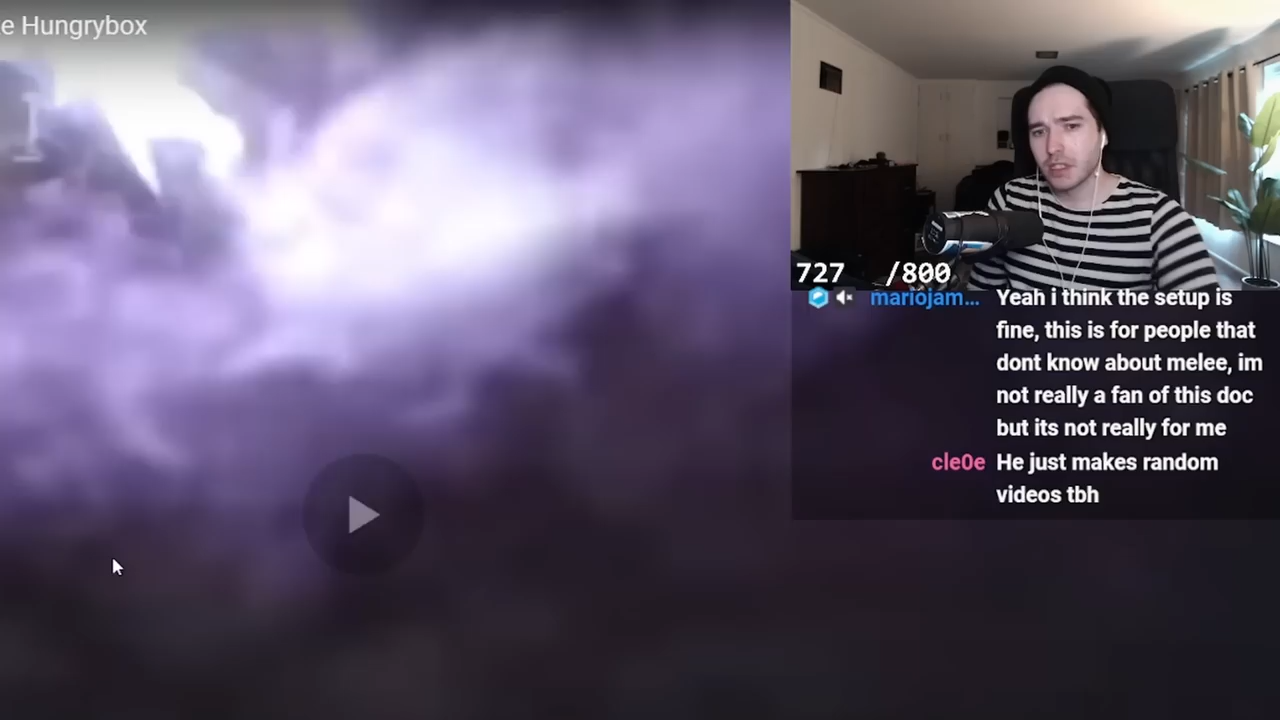 e Hungrybox
727 /800
mariojam... Yeah i think the setup is
fine, this is for people that
dont know about melee, im
not really a fan of this doc
but its not really for me
cle0e He just makes random
videos tbh